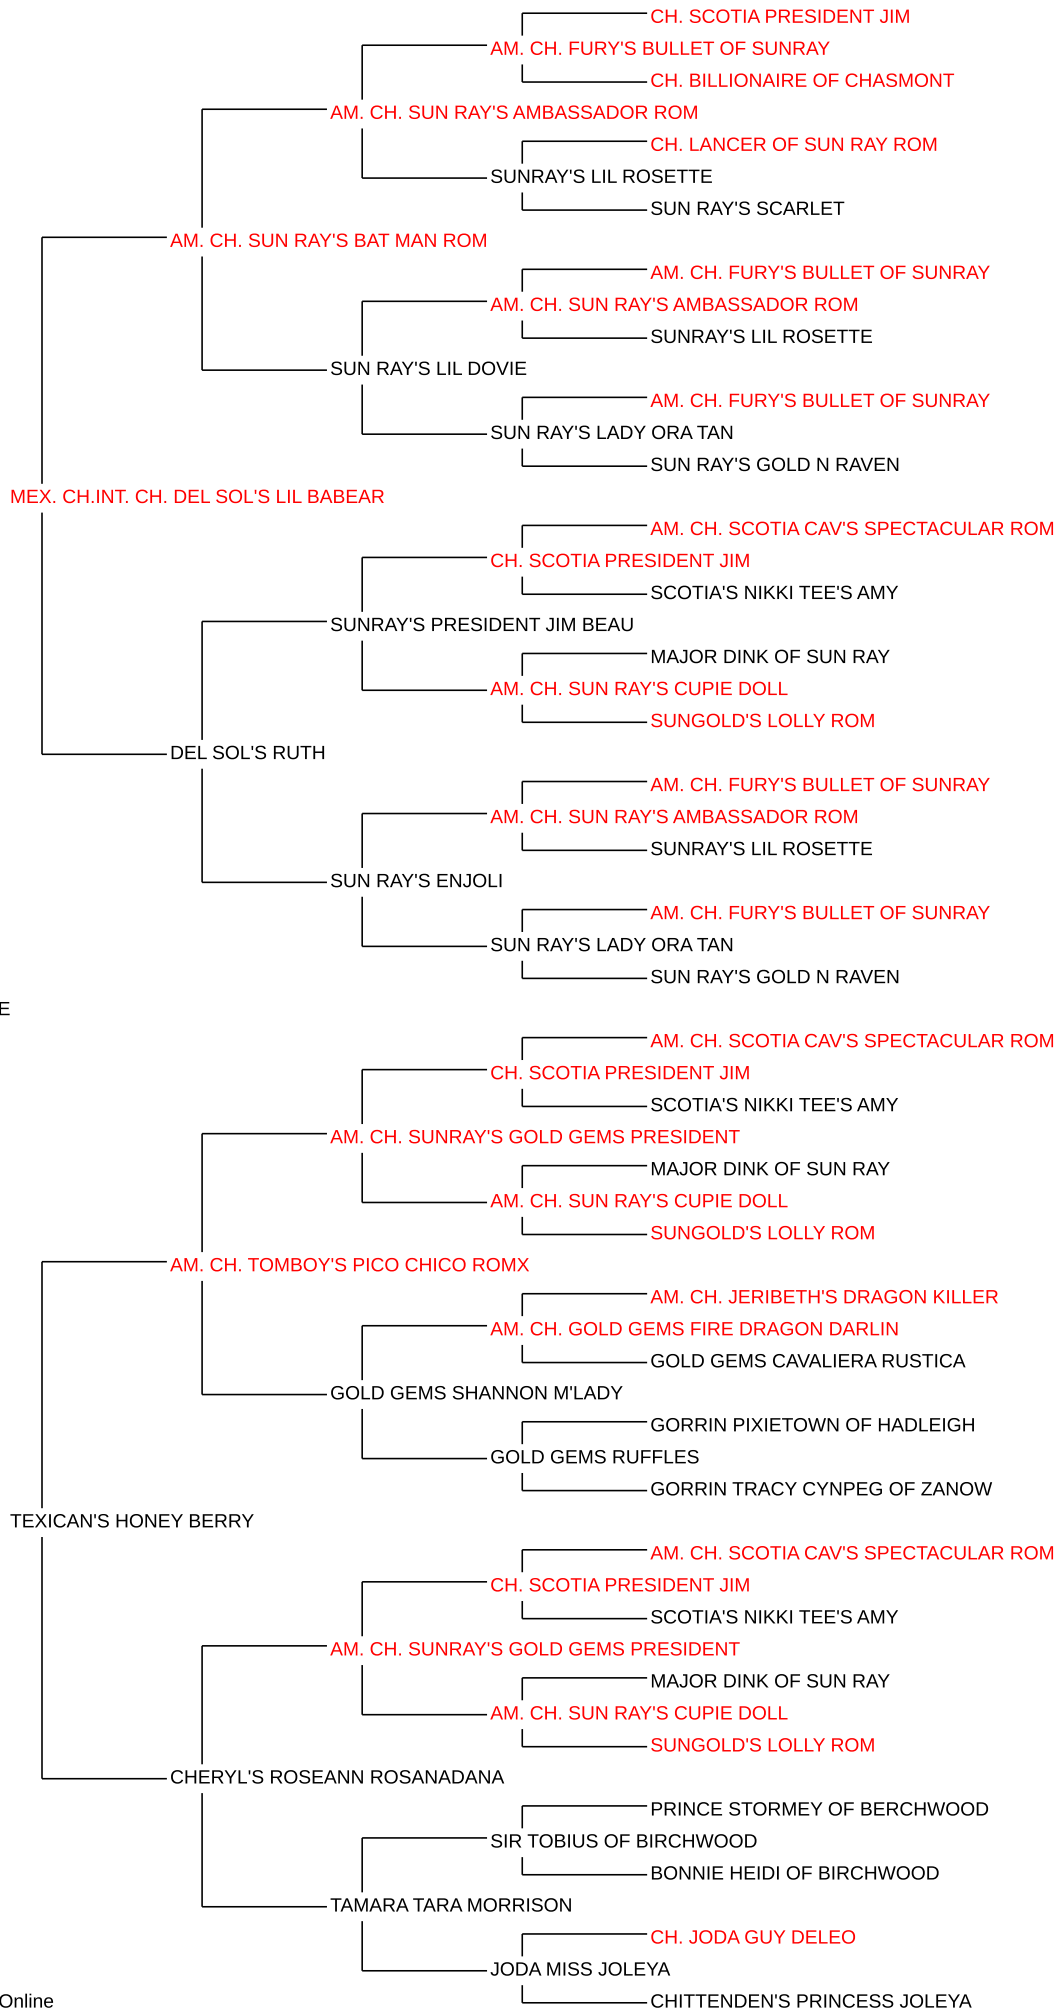 CH. SCOTIA PRESIDENT JIM
AM. CH. FURY'S BULLET OF SUNRAY
CH. BILLIONAIRE OF CHASMONT
AM. CH. SUN RAY'S AMBASSADOR ROM
CH. LANCER OF SUN RAY ROM
SUNRAY'S LIL ROSETTE
SUN RAY'S SCARLET
AM. CH. SUN RAY'S BAT MAN ROM
AM. CH. FURY'S BULLET OF SUNRAY
AM. CH. SUN RAY'S AMBASSADOR ROM
SUNRAY'S LIL ROSETTE
SUN RAY'S LIL DOVIE
AM. CH. FURY'S BULLET OF SUNRAY
SUN RAY'S LADY ORA TAN
SUN RAY'S GOLD N RAVEN
MEX. CH.INT. CH. DEL SOL'S LIL BABEAR
AM. CH. SCOTIA CAV'S SPECTACULAR ROM
CH. SCOTIA PRESIDENT JIM
SCOTIA'S NIKKI TEE'S AMY
SUNRAY'S PRESIDENT JIM BEAU
MAJOR DINK OF SUN RAY
AM. CH. SUN RAY'S CUPIE DOLL
SUNGOLD'S LOLLY ROM
DEL SOL'S RUTH
AM. CH. FURY'S BULLET OF SUNRAY
AM. CH. SUN RAY'S AMBASSADOR ROM
SUNRAY'S LIL ROSETTE
SUN RAY'S ENJOLI
AM. CH. FURY'S BULLET OF SUNRAY
SUN RAY'S LADY ORA TAN
SUN RAY'S GOLD N RAVEN
E
AM. CH. SCOTIA CAV'S SPECTACULAR ROM
CH. SCOTIA PRESIDENT JIM
SCOTIA'S NIKKI TEE'S AMY
AM. CH. SUNRAY'S GOLD GEMS PRESIDENT
MAJOR DINK OF SUN RAY
AM. CH. SUN RAY'S CUPIE DOLL
SUNGOLD'S LOLLY ROM
AM. CH. TOMBOY'S PICO CHICO ROMX
AM. CH. JERIBETH'S DRAGON KILLER
AM. CH. GOLD GEMS FIRE DRAGON DARLIN
GOLD GEMS CAVALIERA RUSTICA
GOLD GEMS SHANNON M'LADY
GORRIN PIXIETOWN OF HADLEIGH
GOLD GEMS RUFFLES
GORRIN TRACY CYNPEG OF ZANOW
TEXICAN'S HONEY BERRY
AM. CH. SCOTIA CAV'S SPECTACULAR ROM
CH. SCOTIA PRESIDENT JIM
SCOTIA'S NIKKI TEE'S AMY
AM. CH. SUNRAY'S GOLD GEMS PRESIDENT
MAJOR DINK OF SUN RAY
AM. CH. SUN RAY'S CUPIE DOLL
SUNGOLD'S LOLLY ROM
CHERYL'S ROSEANN ROSANADANA
PRINCE STORMEY OF BERCHWOOD
SIR TOBIUS OF BIRCHWOOD
BONNIE HEIDI OF BIRCHWOOD
TAMARA TARA MORRISON
CH. JODA GUY DELEO
JODA MISS JOLEYA
Online
CHITTENDEN'S PRINCESS JOLEYA